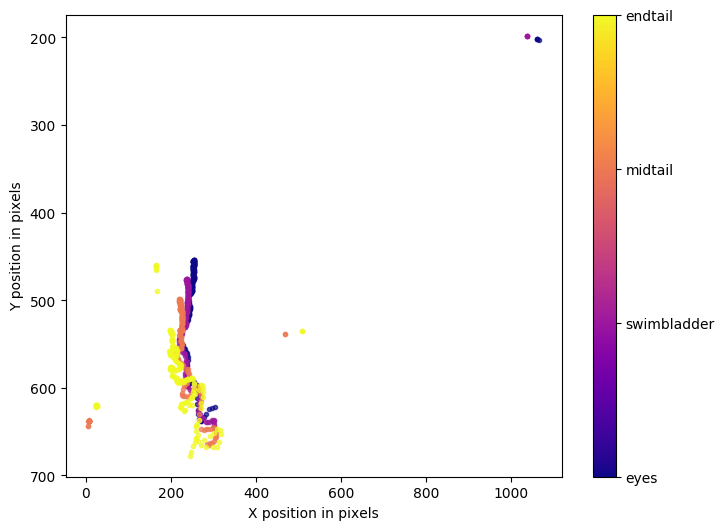 200
300
400
500
600
700
Y position in pixels
0
200
400
600
800
1000
X position in pixels
endtail
midtail
swimbladder
eyes